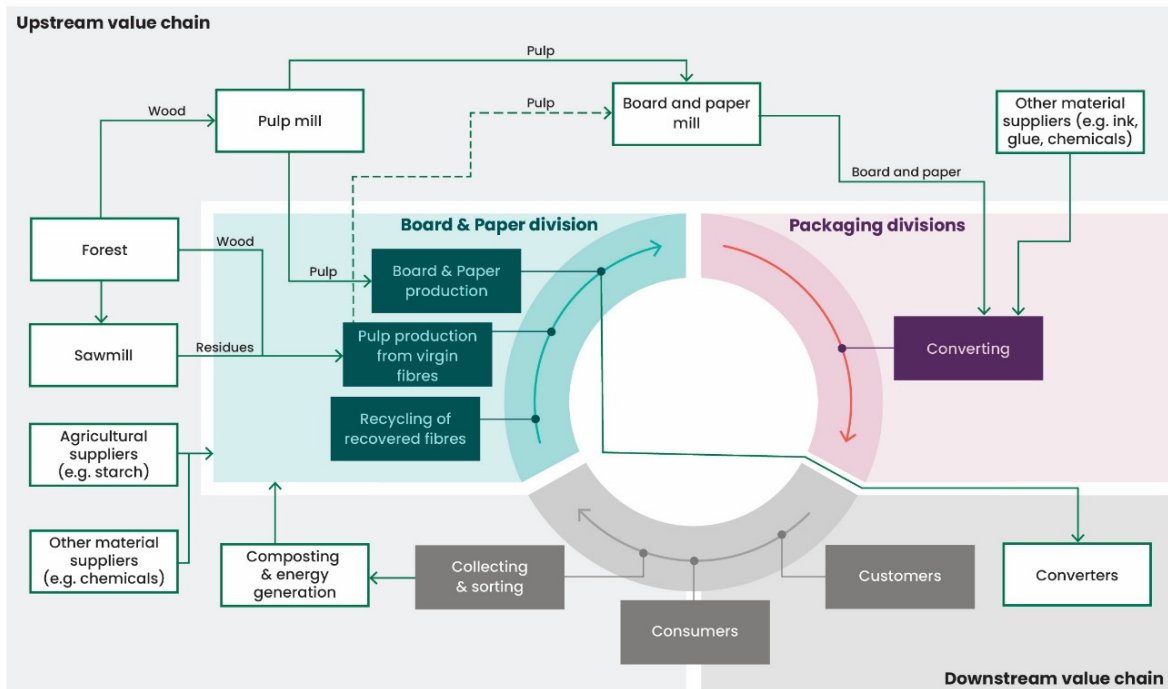 Upstream value chain
Pulp
Wood
Pulp mill
Pulp
Board and paper
mill
Other material
suppliers (e.g. ink,
glue, chemicals)
Board and paper
Forest
Wood
Board & Paper division
Packaging divisions
Pulp
Board & Paper
production
Sawmill
Residues
Pulp production
from virgin
fibres
Converting
Recycling of
recovered fibres
Agricultural
suppliers
(e.g. starch)
Other material
suppliers
(e.g. chemicals)
Composting
& energy
generation
Collecting
& sorting
Consumers
Customers
Converters
Downstream value chain